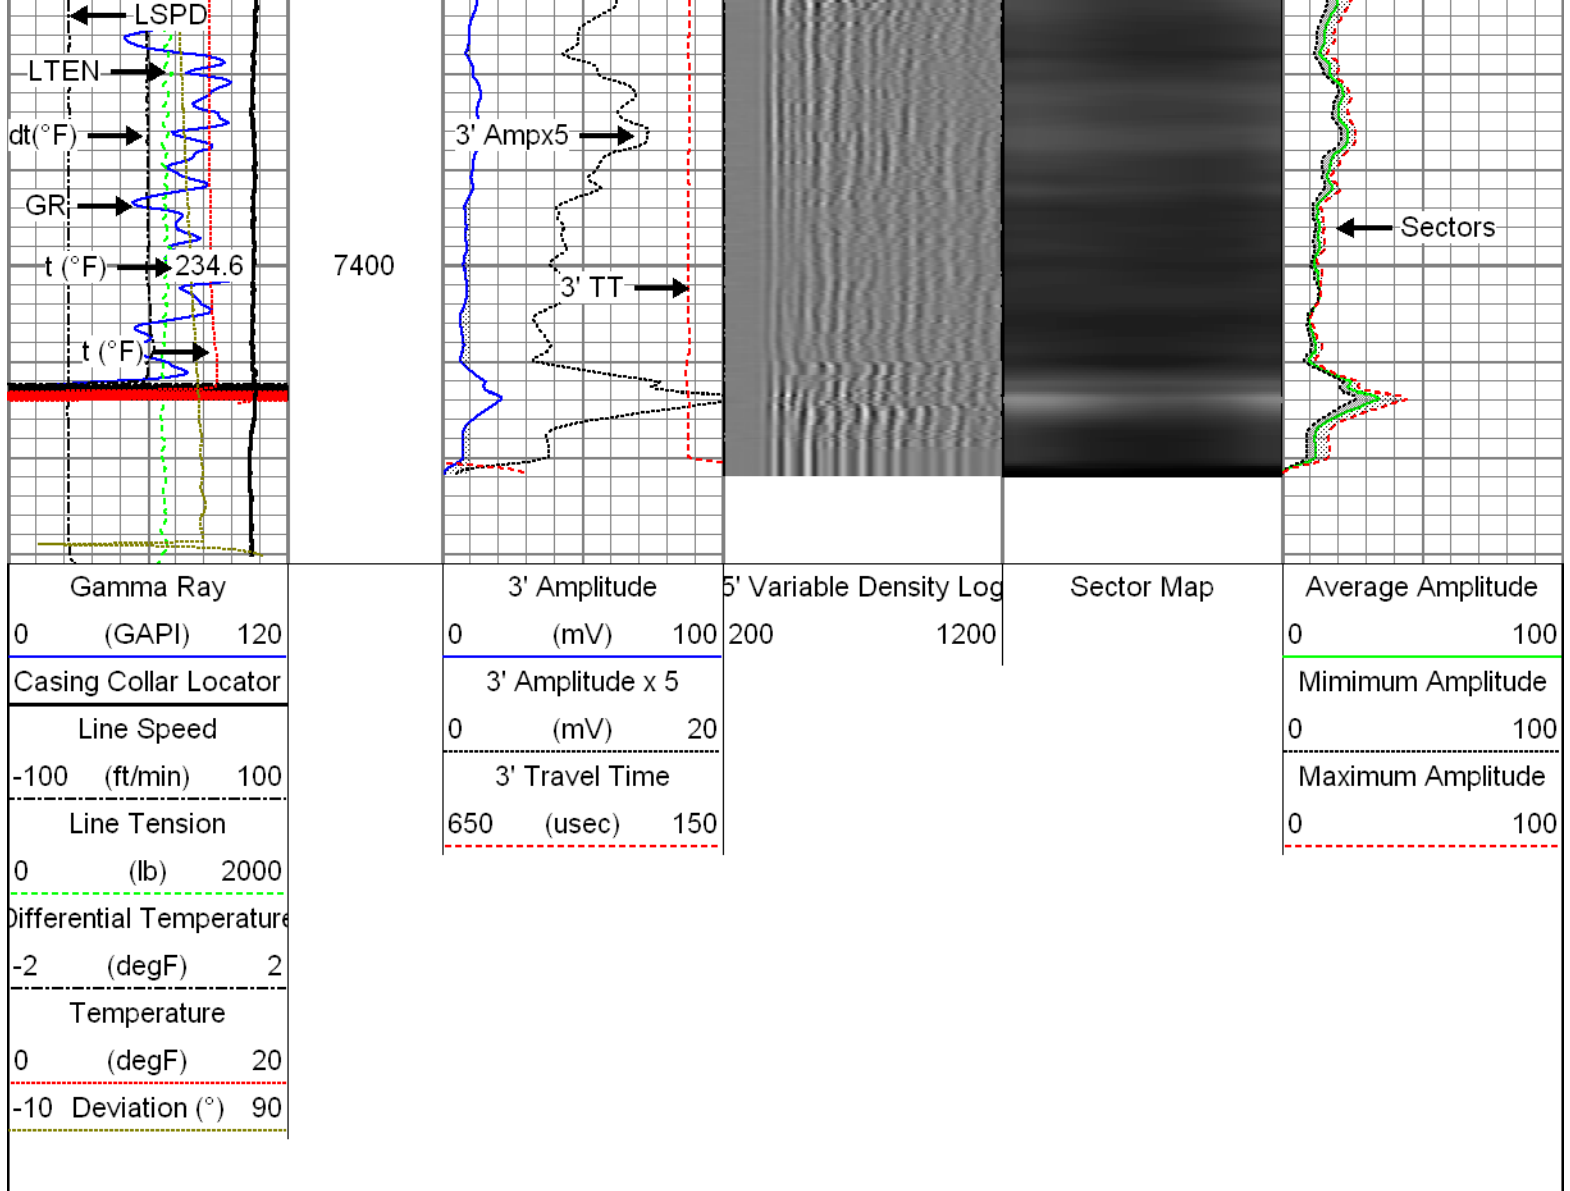 LSPD
LTEN
dt(°F)
GR
t (°F) 234.6
t (°F)
7400
3' Ampx5
3' TT
Sectors
Gamma Ray
0 (GAPI) 120
Casing Collar Locator
Line Speed
-100 (ft/min) 100
Line Tension
0 (lb) 2000
Differential Temperature
-2 (degF) 2
Temperature
0 (degF) 20
-10 Deviation (°) 90
3' Amplitude
0 (mV) 100
3' Amplitude x 5
0 (mV) 20
3' Travel Time
650 (usec) 150
5' Variable Density Log
200 1200
Sector Map
Average Amplitude
0 100
Mimimum Amplitude
0 100
Maximum Amplitude
0 100